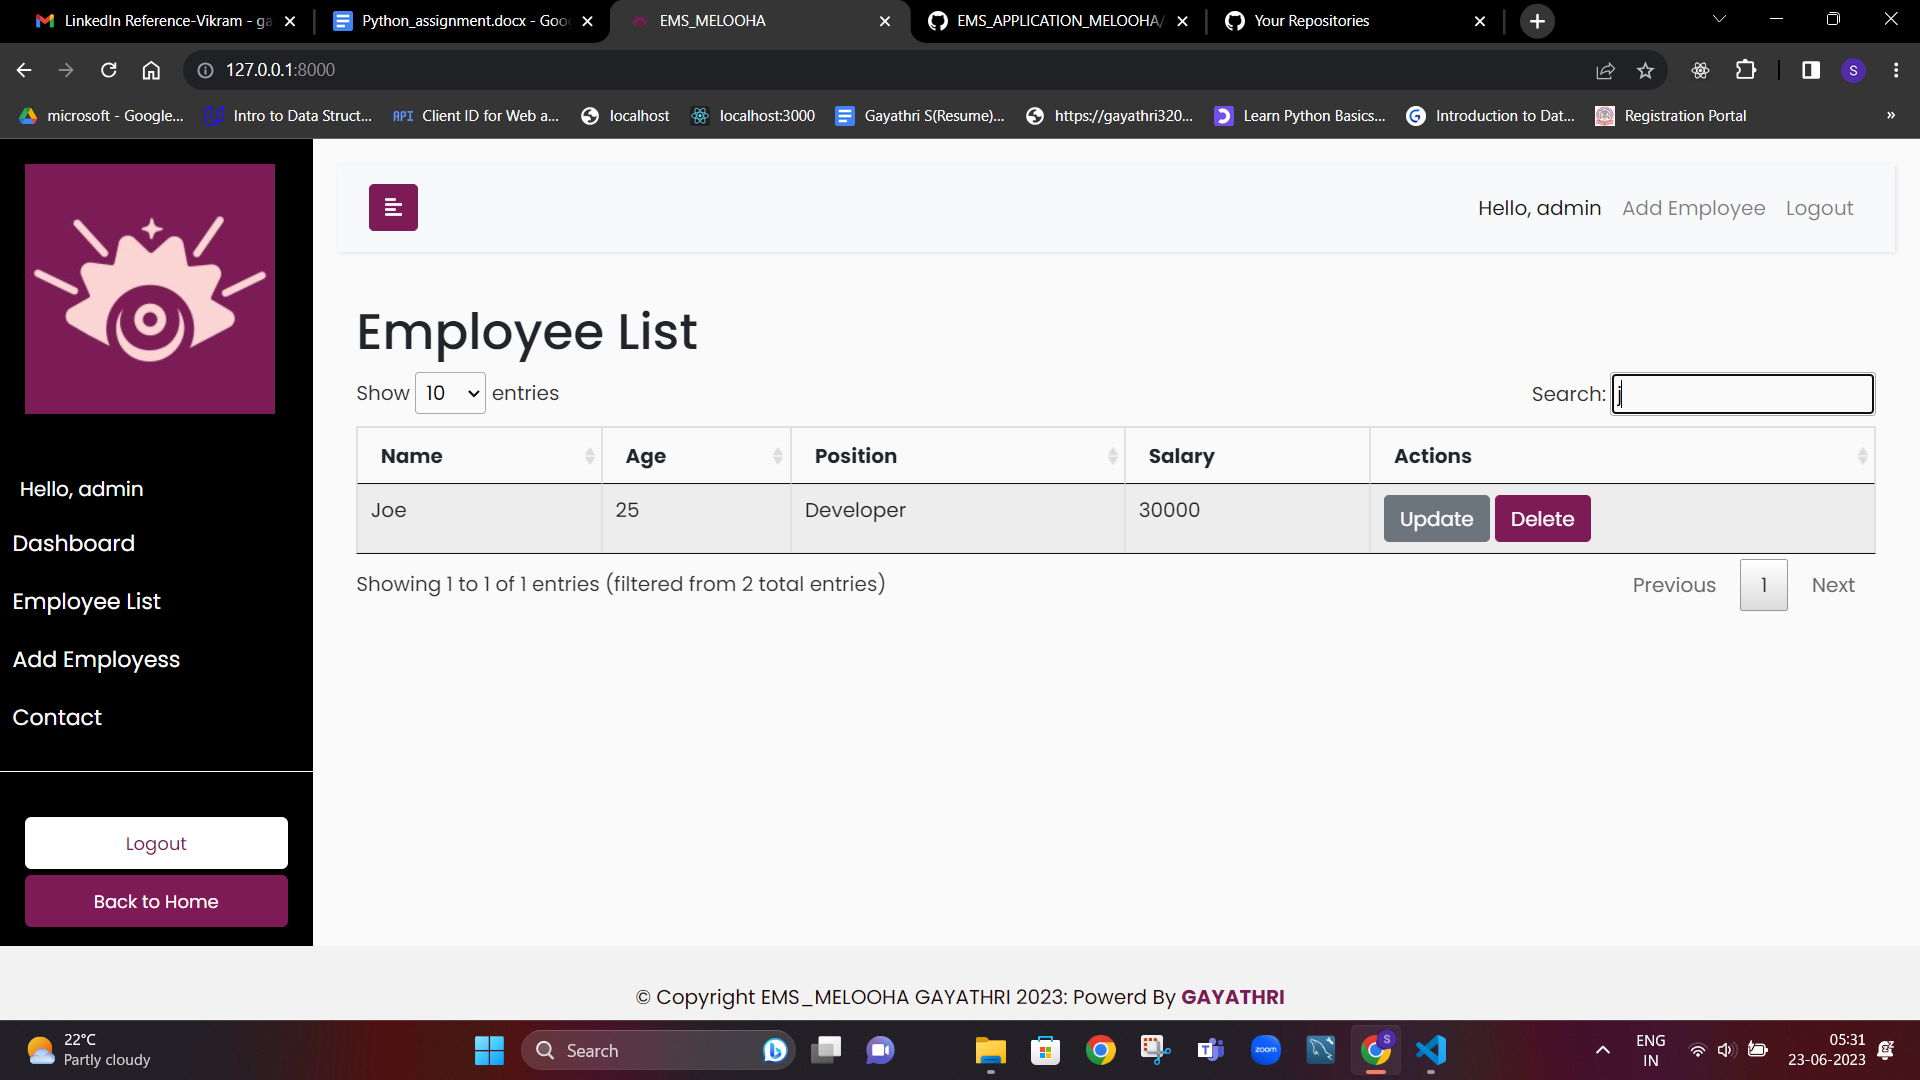 LinkedIn Reference-Vikram - ga
Python_assignment.docx - Goo
EMS_MELOOHA
EMS_APPLICATION_MELOOHA/
Your Repositories
127.0.0.1:8000
S
microsoft - Google...
Intro to Data Struct...
API Client ID for Web a...
localhost
localhost:3000
Gayathri S(Resume)...
https://gayathri320...
Learn Python Basics...
Introduction to Dat...
Registration Portal
»
Hello, admin
Add Employee
Logout
Employee List
Show 10 entries
Search: j
Name Age Position Salary Actions
Joe 25 Developer 30000 Update Delete
Showing 1 to 1 of 1 entries (filtered from 2 total entries)
Previous 1 Next
Hello, admin
Dashboard
Employee List
Add Employess
Contact
Logout
Back to Home
© Copyright EMS_MELOOHA GAYATHRI 2023: Powerd By GAYATHRI
22°C
Partly cloudy
Search
zoom
S
ENG
IN
05:31
23-06-2023